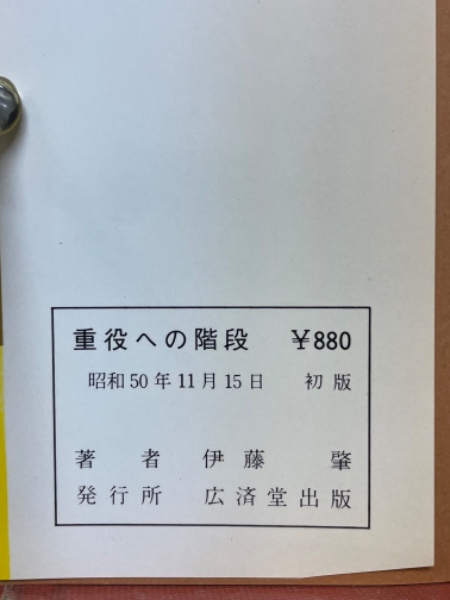 重役への階段 ¥880
昭和50年11月15日 初版
著者 伊藤 肇
発行所 広済堂出版